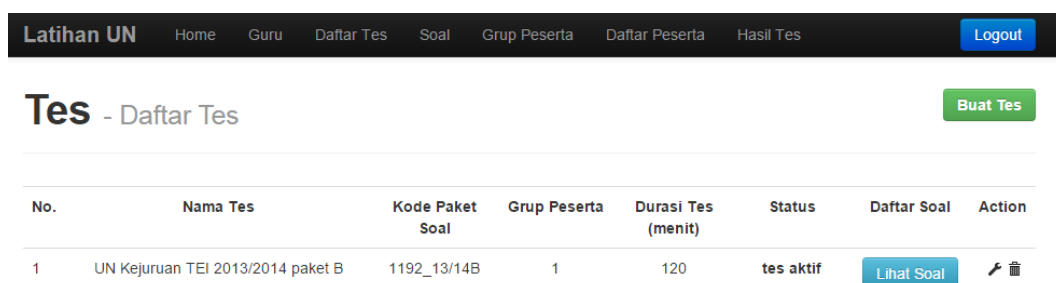 Latihan UN Home Guru Daftar Tes Soal Grup Peserta Daftar Peserta Hasil Tes Logout
Tes - Daftar Tes Buat Tes
No. Nama Tes Kode Paket Soal Grup Peserta Durasi Tes (menit) Status Daftar Soal Action
1 UN Kejuruan TEI 2013/2014 paket B 1192_13/14B 1 120 tes aktif Lihat Soal